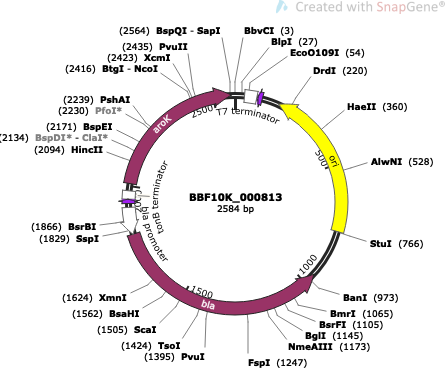 Created with SnapGene®
(2564) BspQI - SapI
BbvCI (3)
(2435) PvuII
BlpI (27)
(2423) XcmI
EcoO109I (54)
(2416) BtgI - NcoI
DrdI (220)
(2239) PshAI
HaeII (360)
(2230) PfoI*
(2171) BspEI
(2134) BspDI* - ClaI*
(2094) HincII
AlwNI (528)
(1866) BsrBI
(1829) SspI
StuI (766)
(1624) XmnI
BanI (973)
(1562) BsaHI
BmrI (1065)
(1505) ScaI
BsrFI (1105)
(1424) TsoI
BglI (1145)
(1395) PvuI
NmeAIII (1173)
FspI (1247)
T7 terminator
2500
aroK
ori
500
1000
1500
bla
bla promoter
rrnB terminator
BBF10K_000813
2584 bp